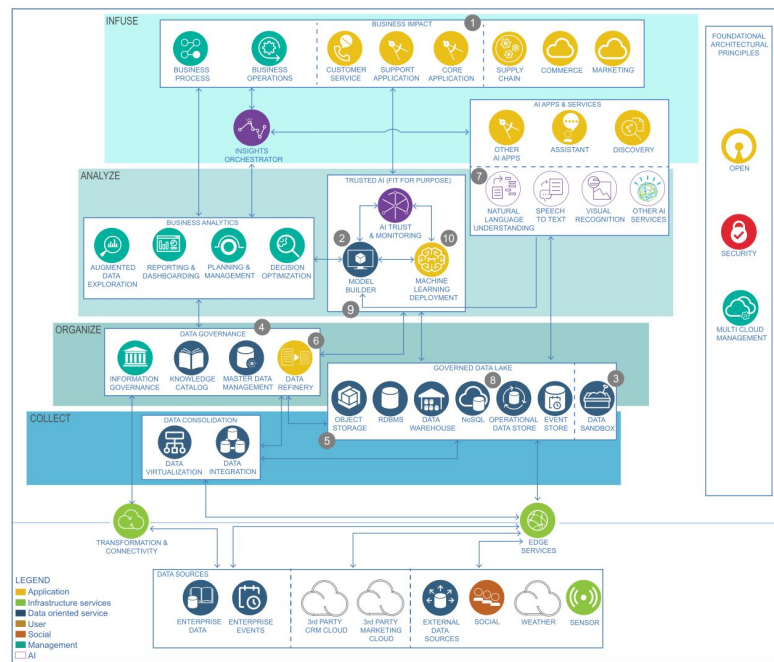 INFUSE
BUSINESS IMPACT
1
BUSINESS
PROCESS
BUSINESS
OPERATIONS
CUSTOMER
SERVICE
SUPPORT
APPLICATION
CORE
APPLICATION
SUPPLY
CHAIN
COMMERCE
MARKETING
FOUNDATIONAL
ARCHITECTURAL
PRINCIPLES
OPEN
SECURITY
MULTI CLOUD
MANAGEMENT
INSIGHTS
ORCHESTRATOR
AI APPS & SERVICES
OTHER
AI APPS
ASSISTANT
DISCOVERY
7
NATURAL
LANGUAGE
UNDERSTANDING
SPEECH
TO TEXT
VISUAL
RECOGNITION
OTHER AI
SERVICES
ANALYZE
TRUSTED AI (FIT FOR PURPOSE)
AI TRUST
& MONITORING
2
10
MODEL
BUILDER
MACHINE
LEARNING
DEPLOYMENT
9
BUSINESS ANALYTICS
AUGMENTED
DATA
EXPLORATION
REPORTING &
DASHBOARDING
PLANNING &
MANAGEMENT
DECISION
OPTIMIZATION
ORGANIZE
DATA GOVERNANCE
4
6
INFORMATION
GOVERNANCE
KNOWLEDGE
CATALOG
MASTER DATA
MANAGEMENT
DATA
REFINERY
GOVERNED DATA LAKE
8
3
5
OBJECT
STORAGE
RDBMS
DATA
WAREHOUSE
NoSQL
OPERATIONAL
DATA STORE
EVENT
STORE
DATA
SANDBOX
COLLECT
DATA CONSOLIDATION
DATA
VIRTUALIZATION
DATA
INTEGRATION
TRANSFORMATION &
CONNECTIVITY
EDGE
SERVICES
DATA SOURCES
ENTERPRISE
DATA
ENTERPRISE
EVENTS
3rd PARTY
CRM CLOUD
3rd PARTY
MARKETING
CLOUD
EXTERNAL
DATA
SOURCES
SOCIAL
WEATHER
SENSOR
LEGEND
Application
Infrastructure services
Data oriented service
User
Social
Management
AI